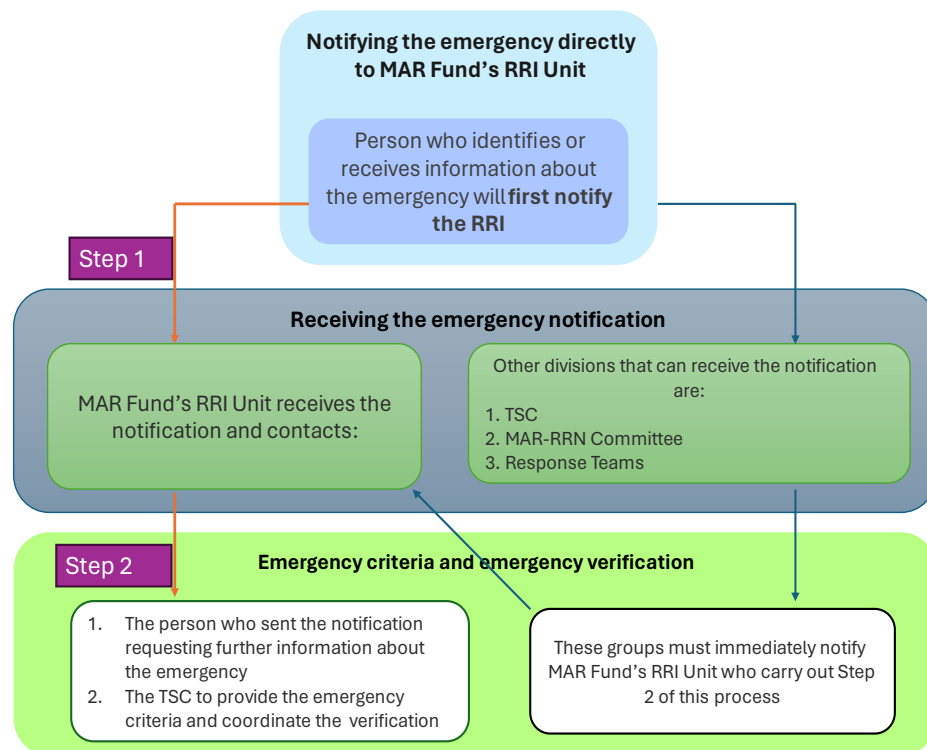 Notifying the emergency directly
to MAR Fund's RRI Unit
Person who identifies or
receives information about
the emergency will first notify
the RRI
Step 1
Receiving the emergency notification
MAR Fund's RRI Unit receives the
notification and contacts:
Other divisions that can receive the notification
are:
1. TSC
2. MAR-RRN Committee
3. Response Teams
Step 2
Emergency criteria and emergency verification
1. The person who sent the notification
requesting further information about
the emergency
2. The TSC to provide the emergency
criteria and coordinate the verification
These groups must immediately notify
MAR Fund's RRI Unit who carry out Step
2 of this process